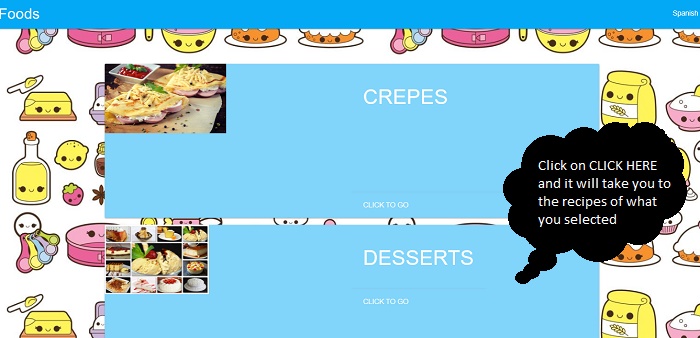 Foods
Spanish
CREPES
CLICK TO GO
Click on CLICK HERE
and it will take you to
the recipes of what
you selected
DESSERTS
CLICK TO GO